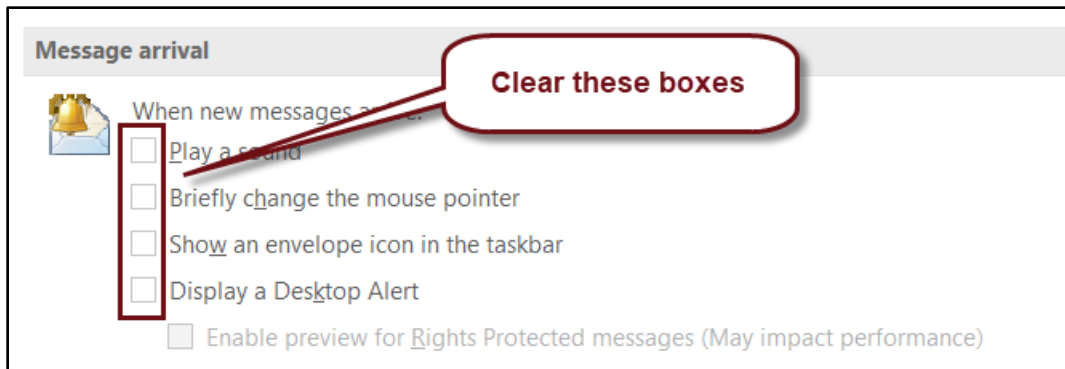 Message arrival
Clear these boxes
When new messages arrive:
Play a sound
Briefly change the mouse pointer
Show an envelope icon in the taskbar
Display a Desktop Alert
Enable preview for Rights Protected messages (May impact performance)